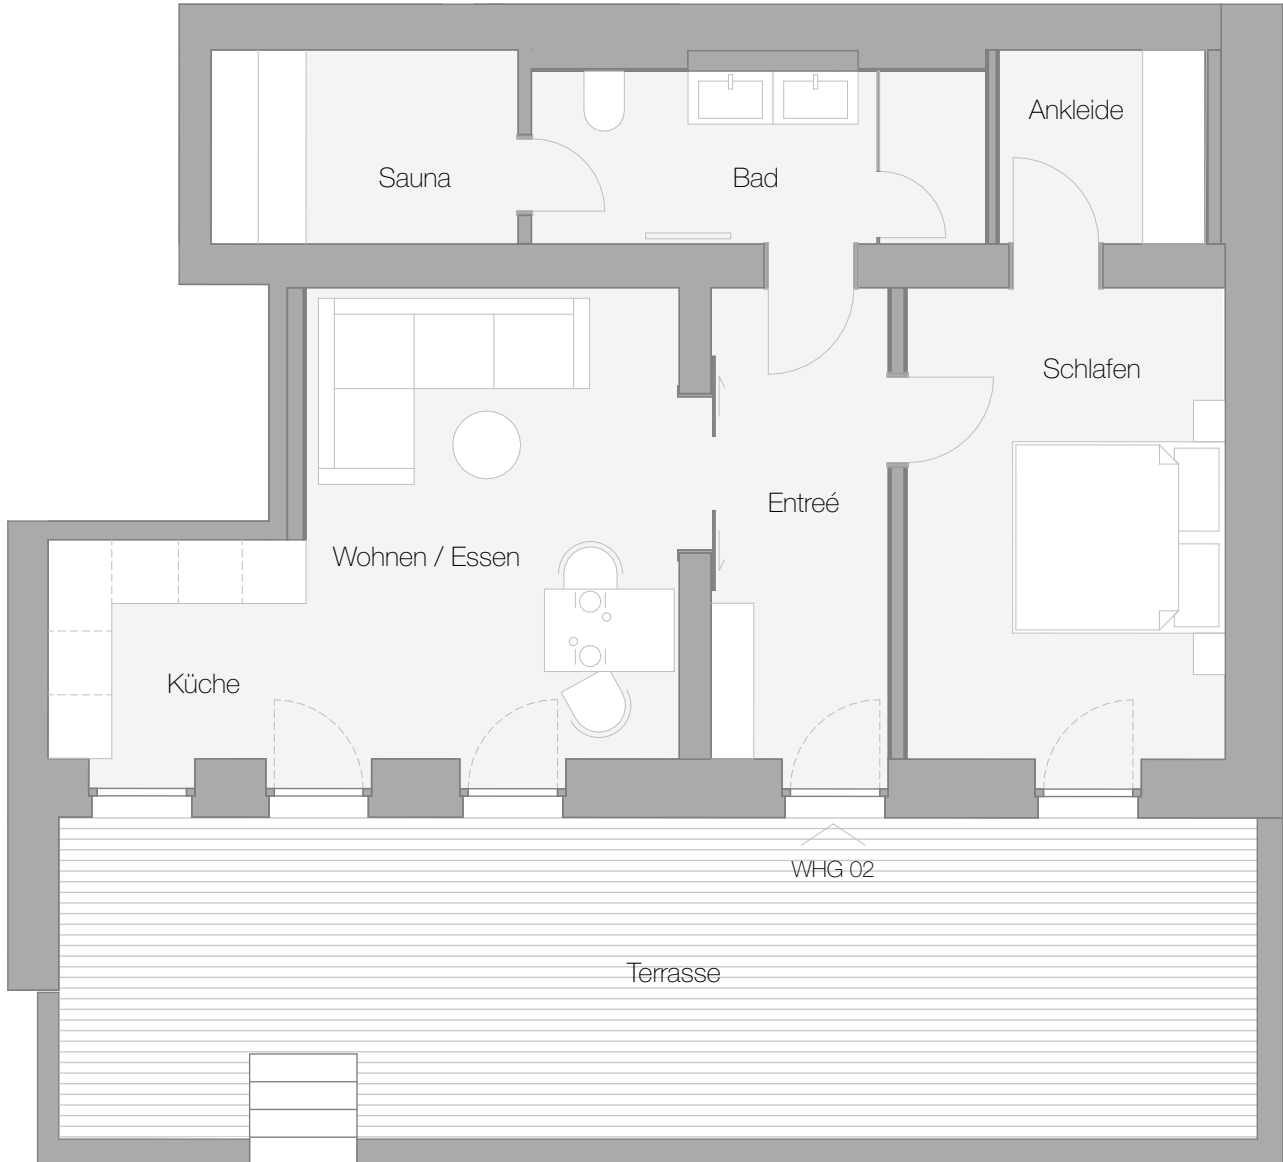 Ankleide
Sauna
Bad
Schlafen
Entreé
Wohnen / Essen
Küche
WHG 02
Terrasse